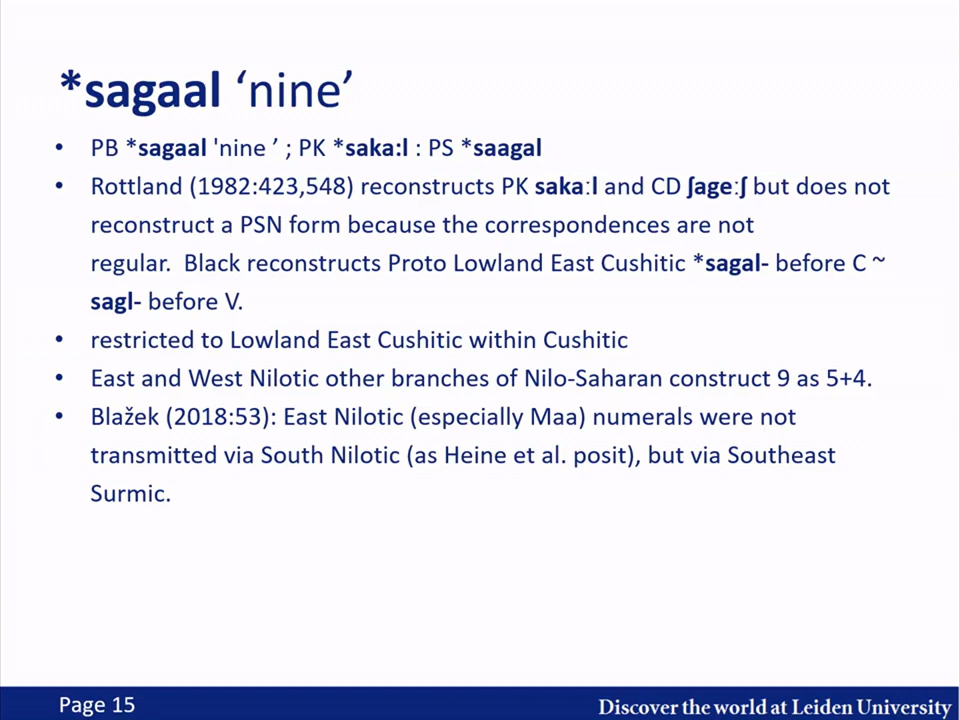 *sagaal ‘nine’
• PB *sagaal 'nine ’ ; PK *saka:l : PS *saagal
• Rottland (1982:423,548) reconstructs PK sakaːl and CD ʃageːʃ but does not
reconstruct a PSN form because the correspondences are not
regular. Black reconstructs Proto Lowland East Cushitic *sagal- before C ~
sagl- before V.
• restricted to Lowland East Cushitic within Cushitic
• East and West Nilotic other branches of Nilo-Saharan construct 9 as 5+4.
• Blažek (2018:53): East Nilotic (especially Maa) numerals were not
transmitted via South Nilotic (as Heine et al. posit), but via Southeast
Surmic.
Page 15
Discover the world at Leiden University